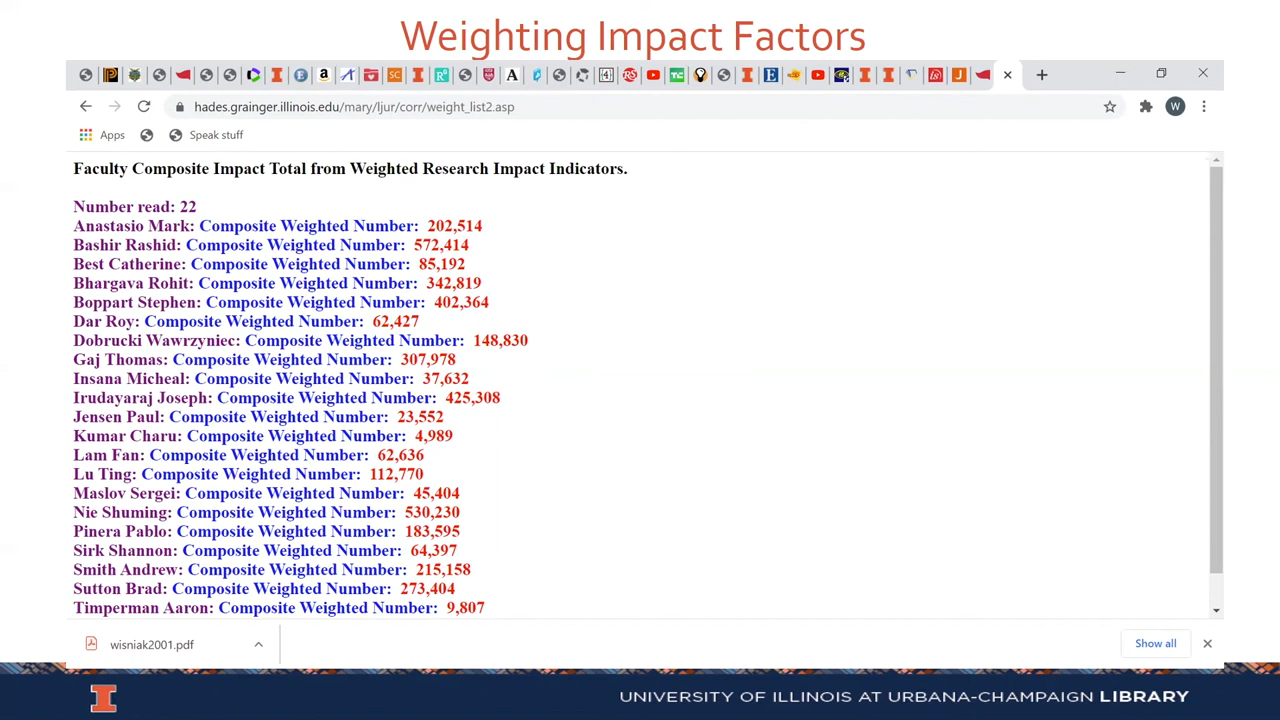 Weighting Impact Factors
hades.grainger.illinois.edu/mary/ljur/corr/weight_list2.asp
W
Apps
Speak stuff
Faculty Composite Impact Total from Weighted Research Impact Indicators.
Number read: 22
Anastasio Mark: Composite Weighted Number: 202,514
Bashir Rashid: Composite Weighted Number: 572,414
Best Catherine: Composite Weighted Number: 85,192
Bhargava Rohit: Composite Weighted Number: 342,819
Boppart Stephen: Composite Weighted Number: 402,364
Dar Roy: Composite Weighted Number: 62,427
Dobrucki Wawrzyniec: Composite Weighted Number: 148,830
Gaj Thomas: Composite Weighted Number: 307,978
Insana Micheal: Composite Weighted Number: 37,632
Irudayaraj Joseph: Composite Weighted Number: 425,308
Jensen Paul: Composite Weighted Number: 23,552
Kumar Charu: Composite Weighted Number: 4,989
Lam Fan: Composite Weighted Number: 62,636
Lu Ting: Composite Weighted Number: 112,770
Maslov Sergei: Composite Weighted Number: 45,404
Nie Shuming: Composite Weighted Number: 530,230
Pinera Pablo: Composite Weighted Number: 183,595
Sirk Shannon: Composite Weighted Number: 64,397
Smith Andrew: Composite Weighted Number: 215,158
Sutton Brad: Composite Weighted Number: 273,404
Timperman Aaron: Composite Weighted Number: 9,807
wisniak2001.pdf
Show all
UNIVERSITY OF ILLINOIS AT URBANA-CHAMPAIGN LIBRARY